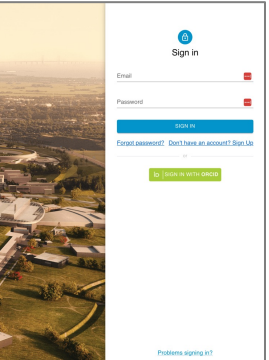 Sign in
Email
Password
SIGN IN
Forgot password? Don't have an account? Sign Up
SIGN IN WITH ORCID
Problems signing in?